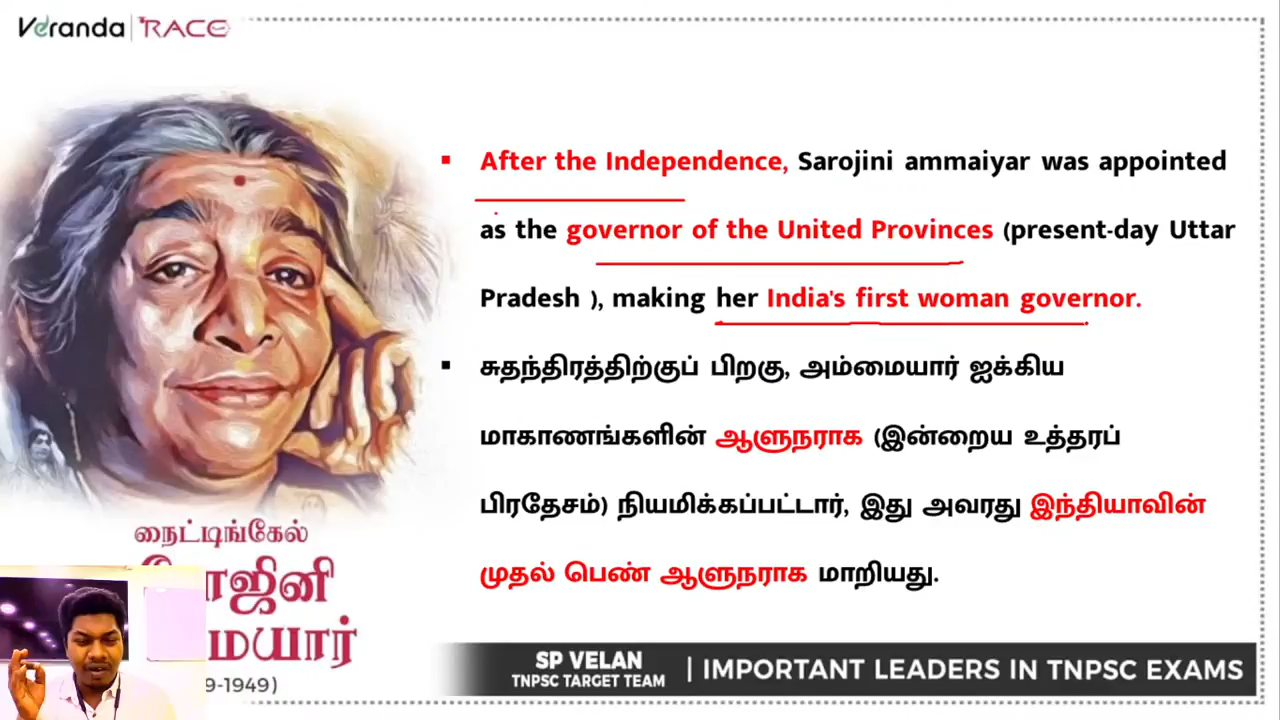 Veranda RACE
After the Independence, Sarojini ammaiyar was appointed
as the governor of the United Provinces (present-day Uttar
Pradesh ), making her India's first woman governor.
சுதந்திரத்திற்குப் பிறகு, அம்மையார் ஐக்கிய
மாகாணங்களின் ஆளுநராக (இன்றைய உத்தரப்
பிரதேசம்) நியமிக்கப்பட்டார், இது அவரது இந்தியாவின்
முதல் பெண் ஆளுநராக மாறியது.
நைட்டிங்கேல்
ஜினி
மையார்
9-1949)
SP VELAN
TNPSC TARGET TEAM
IMPORTANT LEADERS IN TNPSC EXAMS